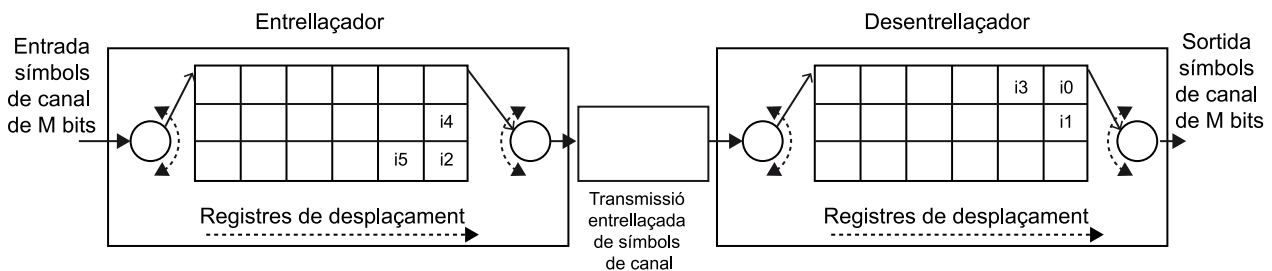 Entrellaçador
Desentrellaçador
Entrada
símbols
de canal
de M bits
i4
i5 i2
Registres de desplaçament
Transmissió
entrellaçada
de símbols
de canal
i3 i0
i1
Registres de desplaçament
Sortida
símbols
de canal
de M bits